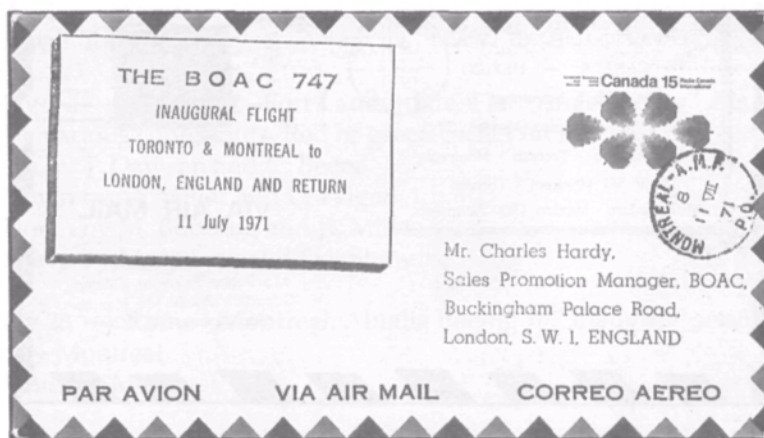 THE BOAC 747
INAUGURAL FLIGHT
TORONTO & MONTREAL to
LONDON, ENGLAND AND RETURN
11 July 1971
Canada 15
MONTREAL - A.M.F.
8
11 VII
71
P.Q.
Mr. Charles Hardy,
Sales Promotion Manager, BOAC,
Buckingham Palace Road,
London, S. W. 1, ENGLAND
PAR AVION VIA AIR MAIL CORREO AEREO